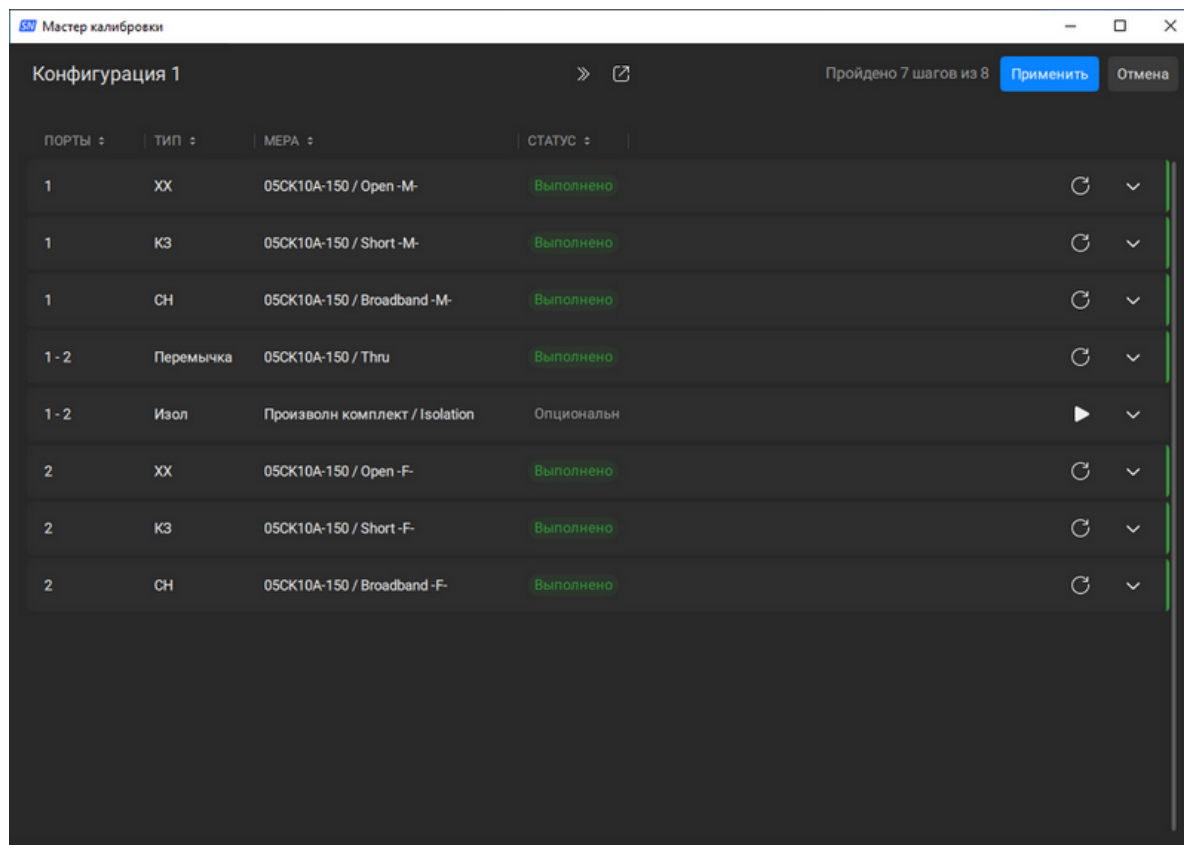 SN Мастер калибровки
Конфигурация 1 Пройдено 7 шагов из 8 Применить Отмена
ПОРТЫ ТИП МЕРА СТАТУС
1 ХХ 05CK10A-150 / Open -M- Выполнено
1 КЗ 05CK10A-150 / Short -M- Выполнено
1 СН 05CK10A-150 / Broadband -M- Выполнено
1 - 2 Перемычка 05CK10A-150 / Thru Выполнено
1 - 2 Изол Произволн комплект / Isolation Опциональн
2 ХХ 05CK10A-150 / Open -F- Выполнено
2 КЗ 05CK10A-150 / Short -F- Выполнено
2 СН 05CK10A-150 / Broadband -F- Выполнено